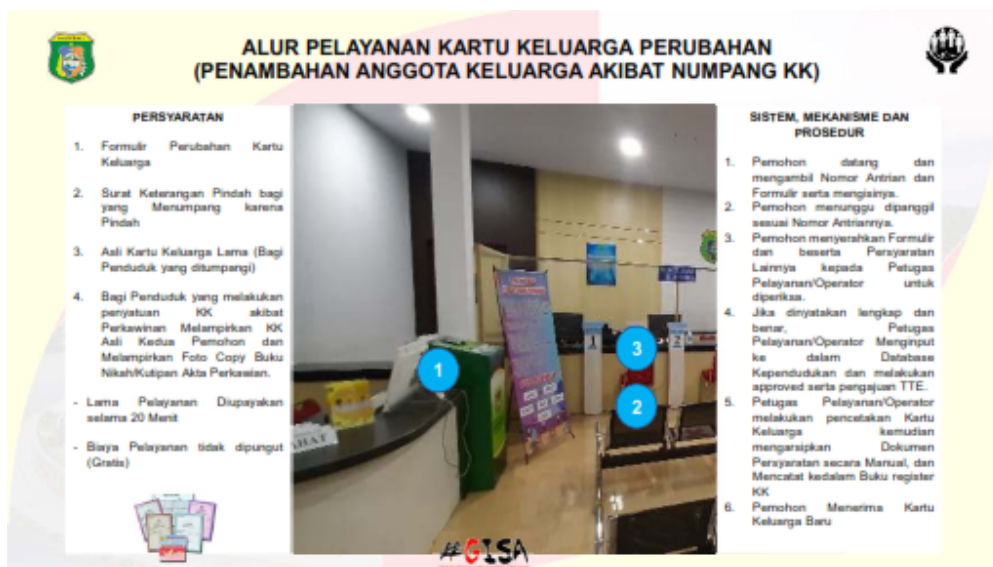 ALUR PELAYANAN KARTU KELUARGA PERUBAHAN
(PENAMBAHAN ANGGOTA KELUARGA AKIBAT NUMPANG KK)
PERSYARATAN
1. Formulir Perubahan Kartu
Keluarga
2. Surat Keterangan Pindah bagi
yang Menumpang karena
Pindah
3. Asli Kartu Keluarga Lama (Bagi
Penduduk yang ditumpangi)
4. Bagi Penduduk yang melakukan
penyatuan KK akibat
Perkawinan Melampirkan KK
Asli Kedua Pemohon dan
Melampirkan Foto Copy Buku
Nikah/Kutipan Akta Perkawian.
- Lama Pelayanan Diupayakan
selama 20 Menit
- Biaya Pelayanan tidak dipungut
(Gratis)
1
3
2
1
2
#GISA
SISTEM, MEKANISME DAN
PROSEDUR
1. Pemohon datang dan
mengambil Nomor Antrian dan
Formulir serta mengisinya.
2. Pemohon menunggu dipanggil
sesuai Nomor Antriannya.
3. Pemohon menyerahkan Formulir
dan beserta Persyaratan
Lainnya kepada Petugas
Pelayanan/Operator untuk
diperiksa.
4. Jika dinyatakan lengkap dan
benar, Petugas
Pelayanan/Operator Menginput
ke dalam Database
Kependudukan dan melakukan
approved serta pengajuan TTE.
5. Petugas Pelayanan/Operator
melakukan pencetakan Kartu
Keluarga kemudian
mengarsipkan Dokumen
Persyaratan secara Manual, dan
Mencatat kedalam Buku register
KK
6. Pemohon Menerima Kartu
Keluarga Baru